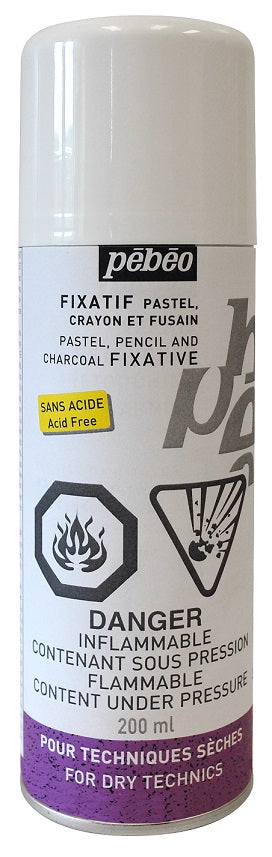 pēbēo
FIXATIF PASTEL,
CRAYON ET FUSAIN
PASTEL, PENCIL AND
CHARCOAL FIXATIVE
SANS ACIDE
Acid Free
DANGER
INFLAMMABLE
CONTENANT SOUS PRESSION
FLAMMABLE
CONTENT UNDER PRESSURE
200 ml
POUR TECHNIQUES SÈCHES
FOR DRY TECHNICS